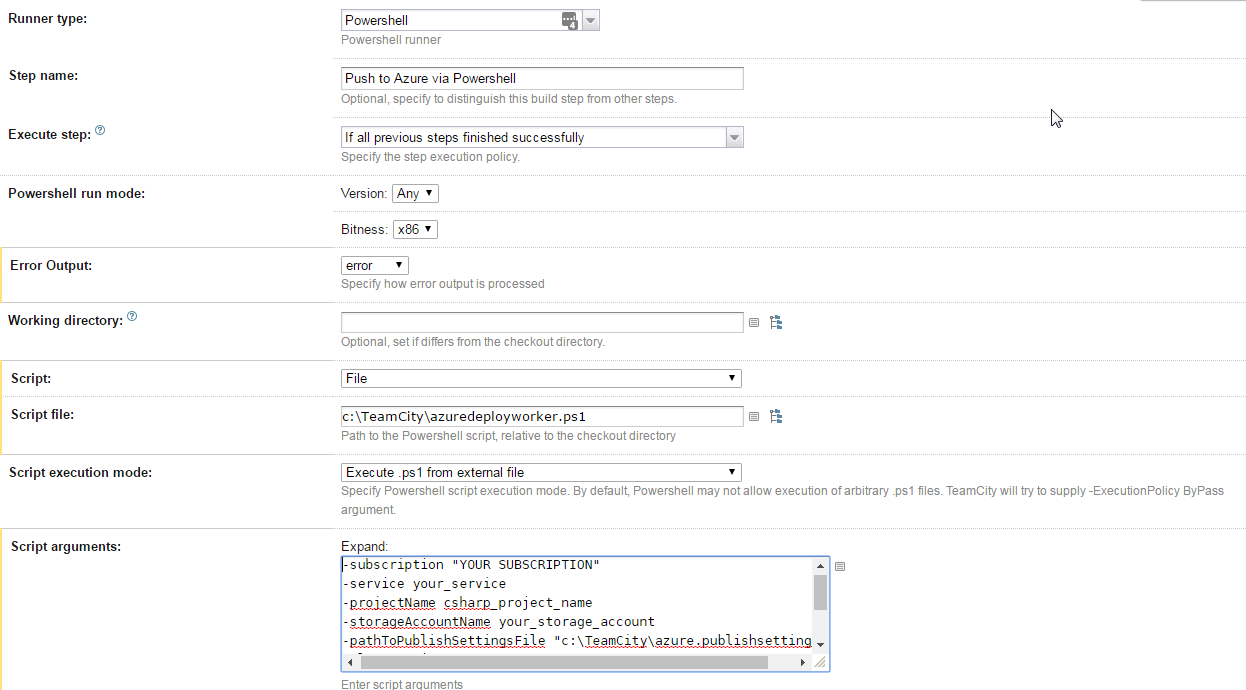 Runner type:
Powershell
4
Powershell runner
Step name:
Push to Azure via Powershell
Optional, specify to distinguish this build step from other steps.
Execute step:
If all previous steps finished successfully
Specify the step execution policy.
Powershell run mode:
Version: Any
Bitness: x86
Error Output:
error
Specify how error output is processed
Working directory:
Optional, set if differs from the checkout directory.
Script:
File
Script file:
c:\TeamCity\azuredeployworker.ps1
Path to the Powershell script, relative to the checkout directory
Script execution mode:
Execute .ps1 from external file
Specify Powershell script execution mode. By default, Powershell may not allow execution of arbitrary .ps1 files. TeamCity will try to supply -ExecutionPolicy ByPass
argument.
Script arguments:
Expand:
-subscription "YOUR SUBSCRIPTION"
-service your_service
-projectName csharp_project_name
-storageAccountName your_storage_account
-pathToPublishSettingsFile "c:\TeamCity\azure.publishsetting
Enter script arguments